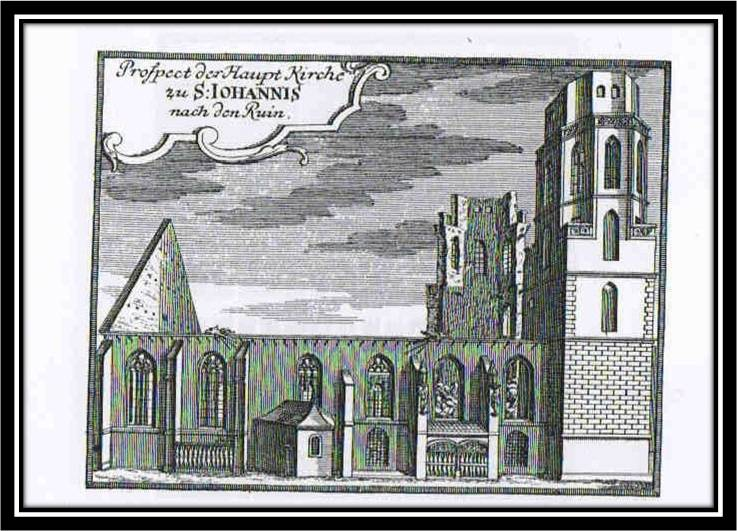 Proſpect der Haupt Kirche
zu S: IOHANNIS
nach den Ruin.